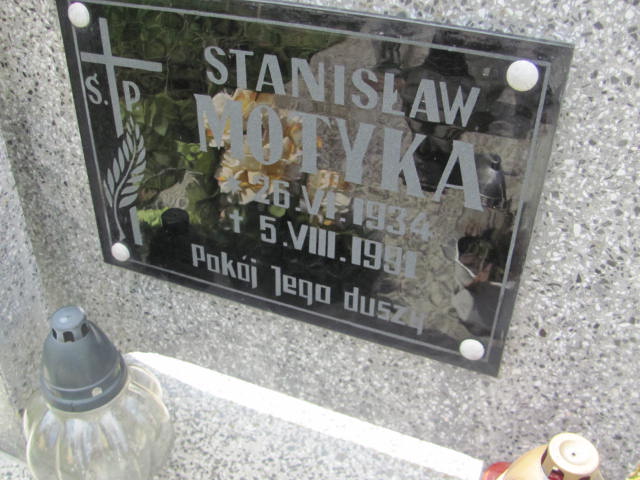 Ś.P
STANISŁAW
MOTYKA
* 26.VI.1934
† 5.VIII.1991
Pokój Jego duszy